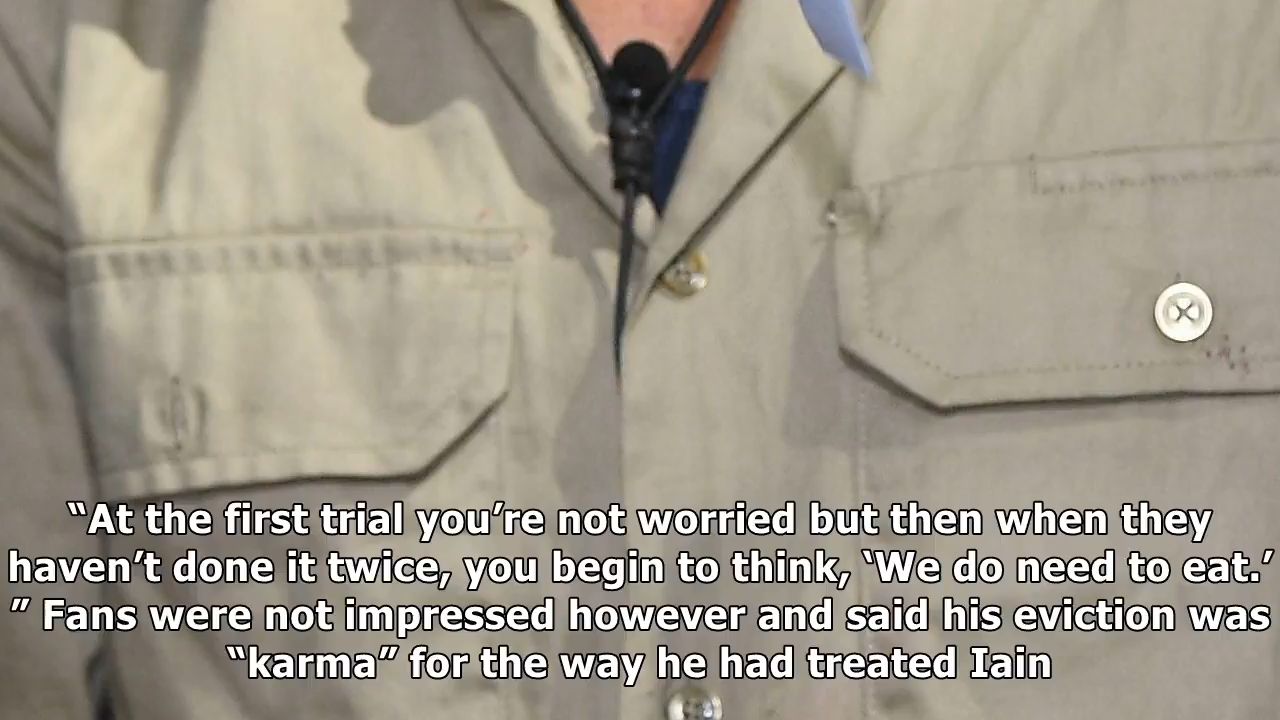 “At the first trial you’re not worried but then when they
haven’t done it twice, you begin to think, ‘We do need to eat.’
” Fans were not impressed however and said his eviction was
“karma” for the way he had treated Iain